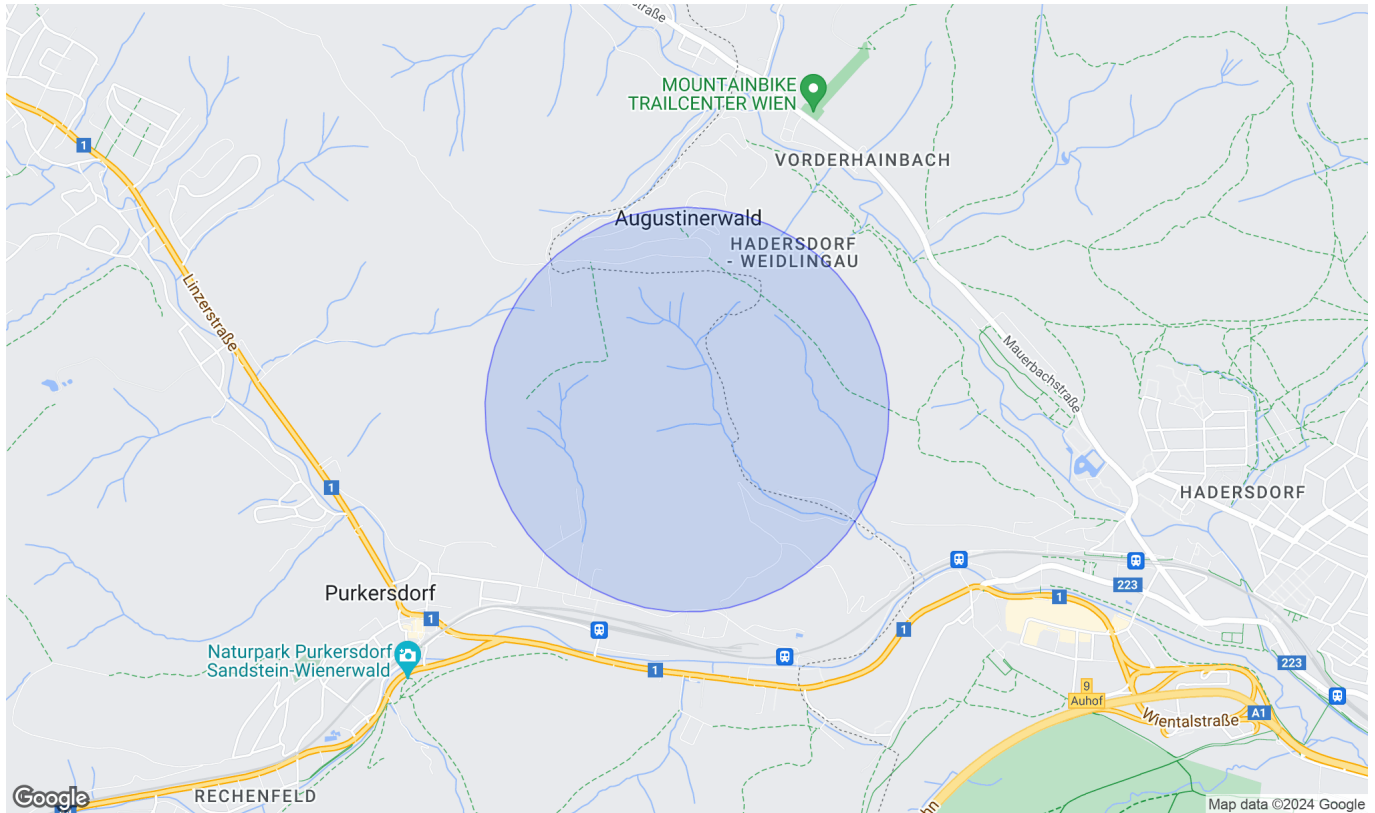 straße
MOUNTAINBIKE
TRAILCENTER WIEN
1
VORDERHAINBACH
Augustinerwald
HADERSDORF
- WEIDLINGAU
Linzerstraße
Mauerbachstraße
1
HADERSDORF
Purkersdorf
1
223
1
1
Naturpark Purkersdorf
Sandstein-Wienerwald
1
223
9
Auhof
Wientalstraße
A1
RECHENFELD
hn
Google
Map data ©2024 Google